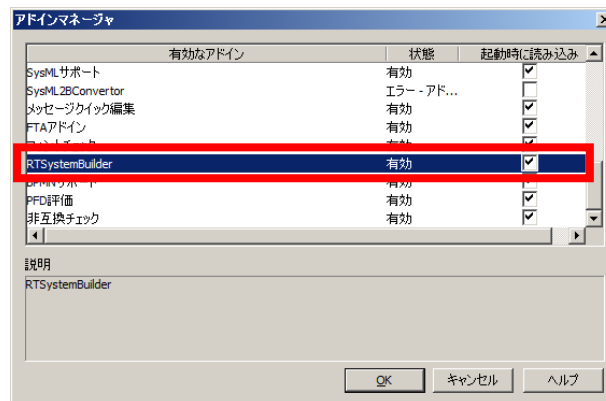 アドインマネージャ
有効なアドイン 状態 起動時に読み込み
SysMLサポート 有効
SysML2BConvertor エラー - アド...
メッセージクイック編集 有効
FTAアドイン 有効
RTSystemBuilder 有効
PFD評価 有効
非互換チェック 有効
説明
RTSystemBuilder
OK キャンセル ヘルプ